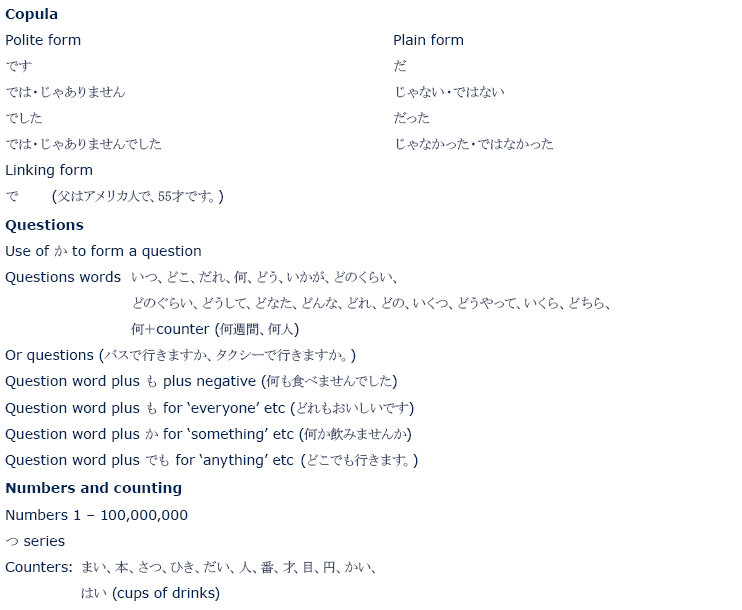 Copula
Polite form Plain form
です だ
では・じゃありません じゃない・ではない
でした だった
では・じゃありませんでした じゃなかった・ではなかった
Linking form
で (父はアメリカ人で、55才です。)
Questions
Use of か to form a question
Questions words いつ、どこ、だれ、何、どう、いかが、どのくらい、
どのぐらい、どうして、どなた、どんな、どれ、どの、いくつ、どうやって、いくら、どちら、
何＋counter (何週間、何人)
Or questions (バスで行きますか、タクシーで行きますか。)
Question word plus も plus negative (何も食べませんでした)
Question word plus も for ‘everyone’ etc (どれもおいしいです)
Question word plus か for ‘something’ etc (何か飲みませんか)
Question word plus でも for ‘anything’ etc (どこでも行きます。)
Numbers and counting
Numbers 1 – 100,000,000
つ series
Counters: まい、本、さつ、ひき、だい、人、番、才、目、円、かい、
はい (cups of drinks)